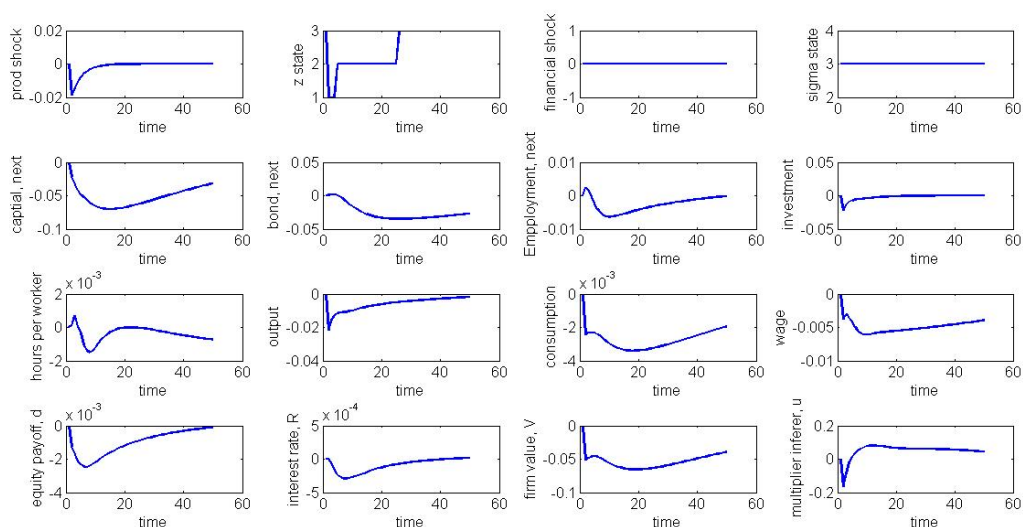 prod shock
0.02
0
-0.02
0 20 40 60
time
z state
3
2
1
0 20 40 60
time
financial shock
1
0
-1
0 20 40 60
time
sigma state
4
3
2
0 20 40 60
time
captial, next
0
-0.05
-0.1
0 20 40 60
time
bond, next
0.05
0
-0.05
0 20 40 60
time
Empployment, next
0.01
0
-0.01
0 20 40 60
time
investment
0.05
0
-0.05
0 20 40 60
time
hours per worker
x 10-3
2
0
-2
0 20 40 60
time
output
0
-0.02
-0.04
0 20 40 60
time
consumption
x 10-3
0
-2
-4
0 20 40 60
time
wage
0
-0.005
-0.01
0 20 40 60
time
equity payoff, d
x 10-3
0
-2
-4
0 20 40 60
time
interest rate, R
x 10-4
5
0
-5
0 20 40 60
time
firm value, V
0
-0.05
-0.1
0 20 40 60
time
multiplier inferer, u
0.2
0
-0.2
0 20 40 60
time